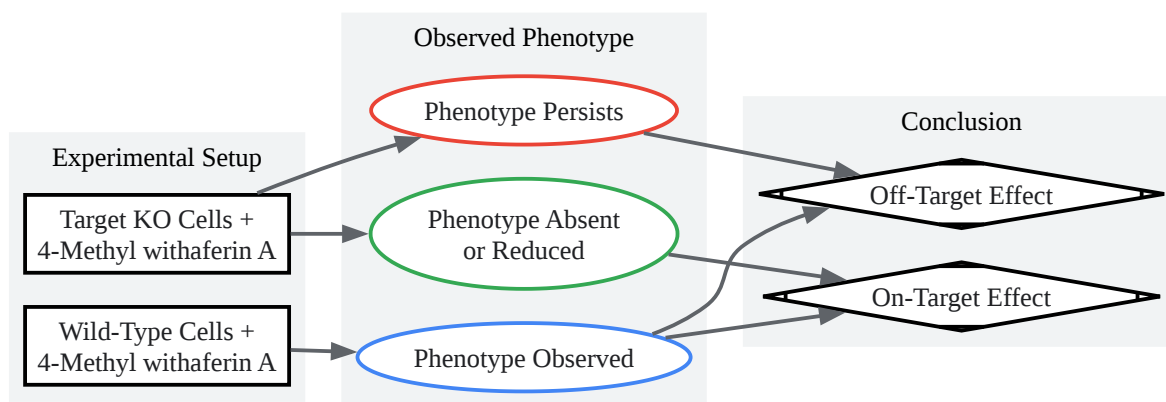 Experimental Setup
Target KO Cells +
4-Methyl withaferin A
Wild-Type Cells +
4-Methyl withaferin A
Observed Phenotype
Phenotype Persists
Phenotype Absent
or Reduced
Phenotype Observed
Conclusion
Off-Target Effect
On-Target Effect